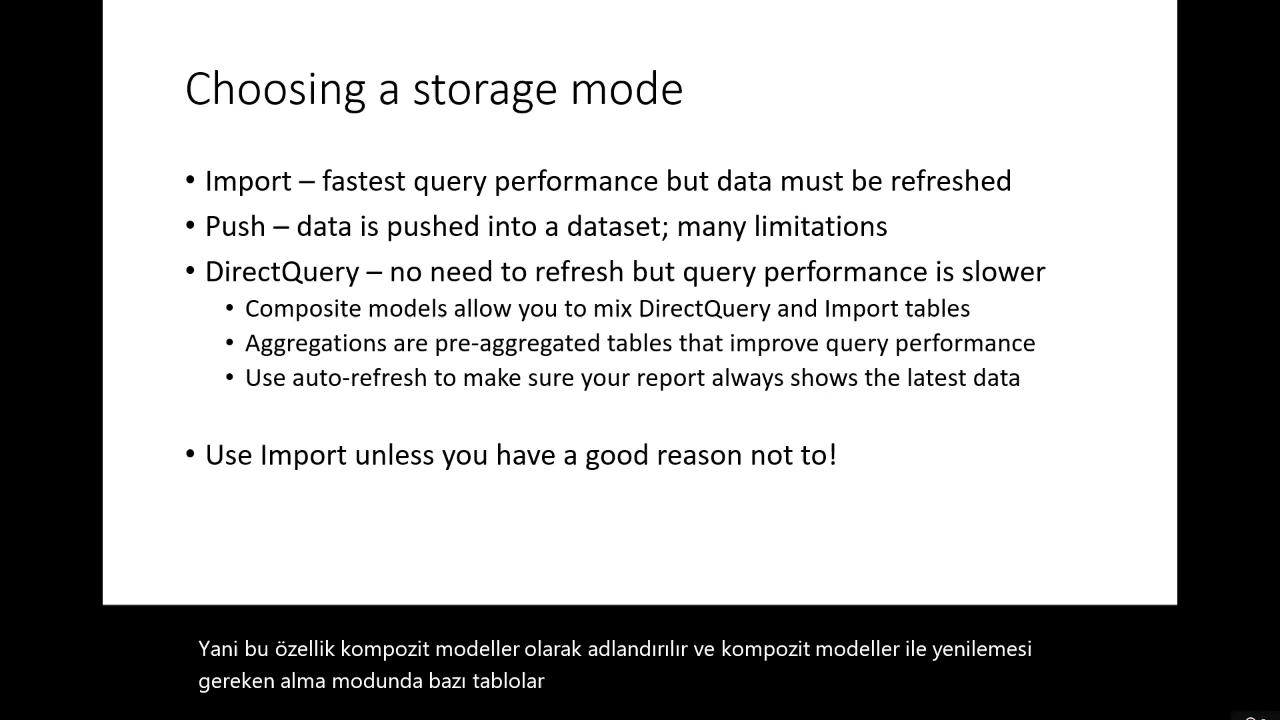 Choosing a storage mode
• Import – fastest query performance but data must be refreshed
• Push – data is pushed into a dataset; many limitations
• DirectQuery – no need to refresh but query performance is slower
• Composite models allow you to mix DirectQuery and Import tables
• Aggregations are pre-aggregated tables that improve query performance
• Use auto-refresh to make sure your report always shows the latest data
• Use Import unless you have a good reason not to!
Yani bu özellik kompozit modeller olarak adlandırılır ve kompozit modeller ile yenilemesi
gereken alma modunda bazı tablolar